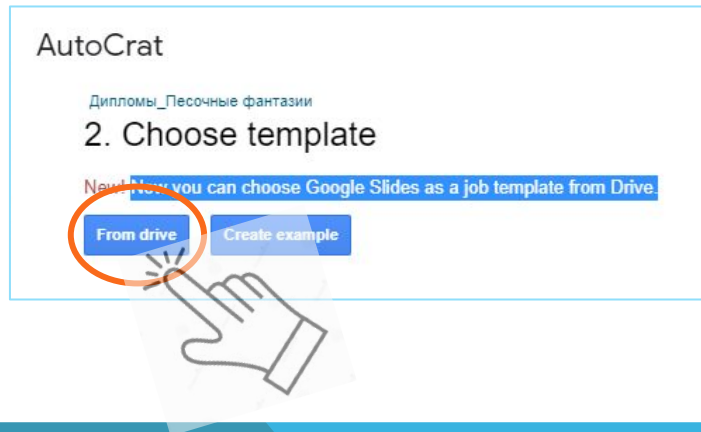 AutoCrat
Дипломы_Песочные фантазии
2. Choose template
New! Now you can choose Google Slides as a job template from Drive.
From drive
Create example